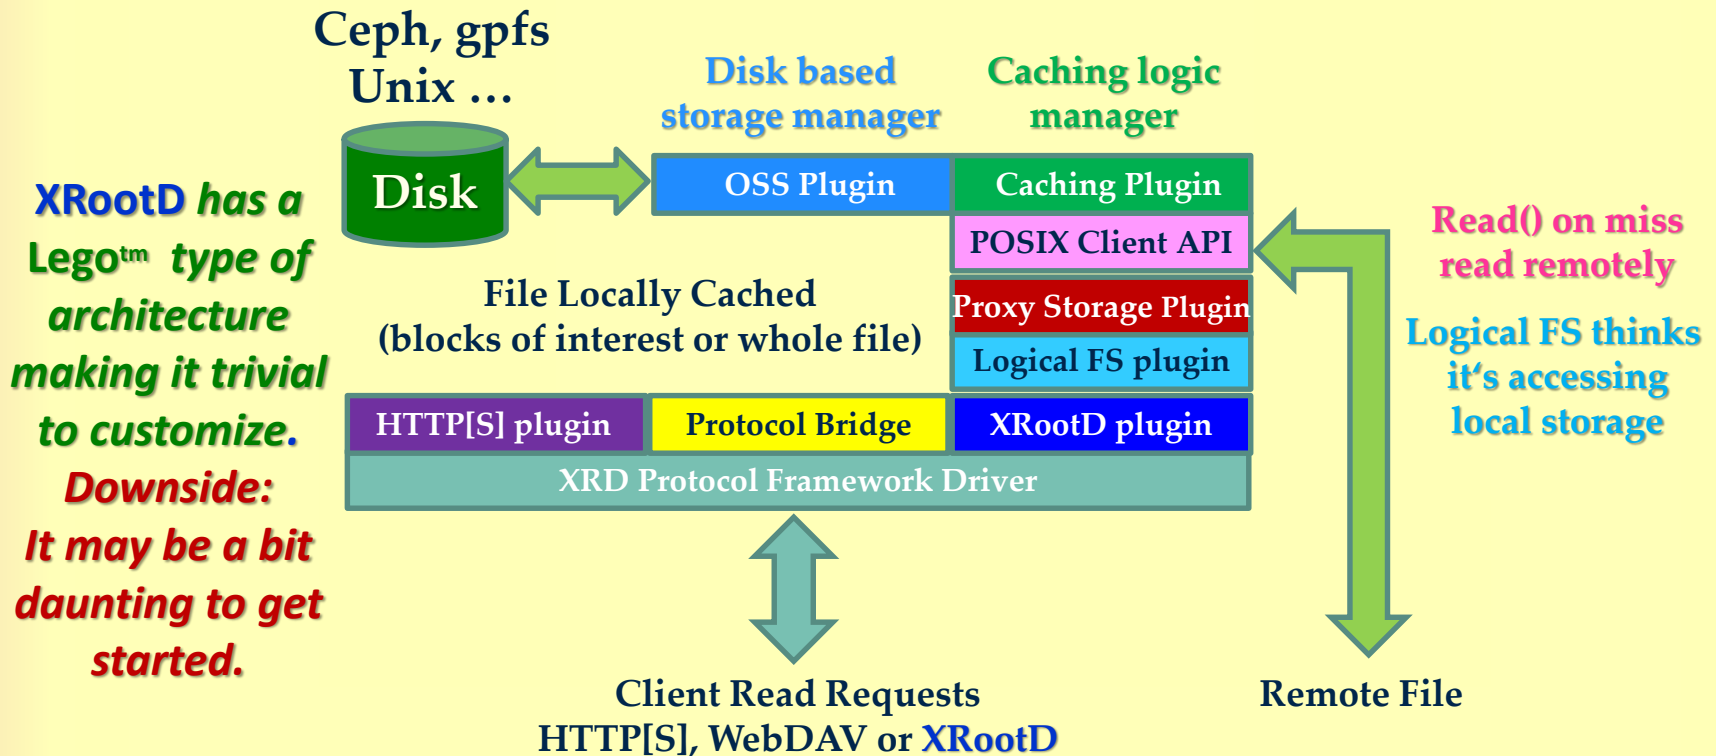 Ceph, gpfs
Unix …
Disk
Disk based
storage manager
Caching logic
manager
OSS Plugin
Caching Plugin
POSIX Client API
Proxy Storage Plugin
Logical FS plugin
File Locally Cached
(blocks of interest or whole file)
HTTP[S] plugin
Protocol Bridge
XRootD plugin
XRD Protocol Framework Driver
Client Read Requests
HTTP[S], WebDAV or XRootD
Remote File
XRootD has a
Lego™ type of
architecture
making it trivial
to customize.
Downside:
It may be a bit
daunting to get
started.
Read() on miss
read remotely
Logical FS thinks
it‘s accessing
local storage